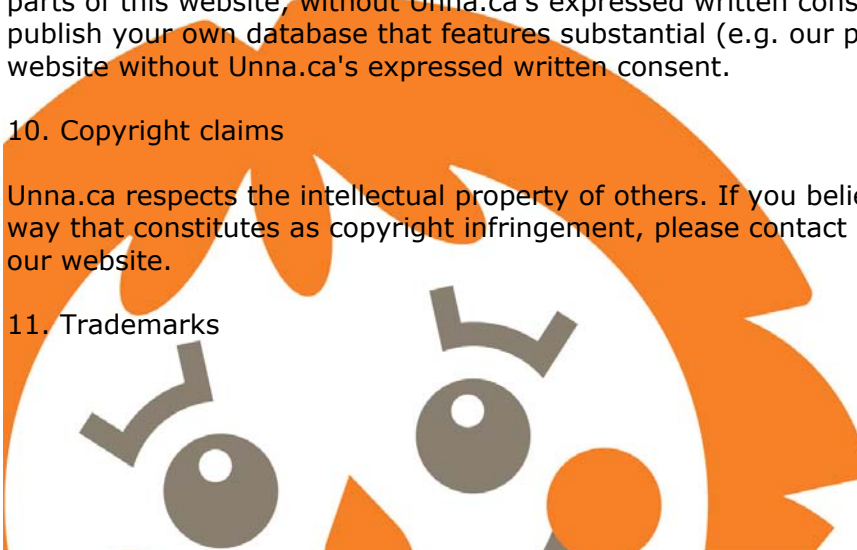 parts of this website, without Unna.ca's expressed written cons
publish your own database that features substantial (e.g. our p
website without Unna.ca's expressed written consent.
10. Copyright claims
Unna.ca respects the intellectual property of others. If you belie
way that constitutes as copyright infringement, please contact
our website.
11. Trademarks